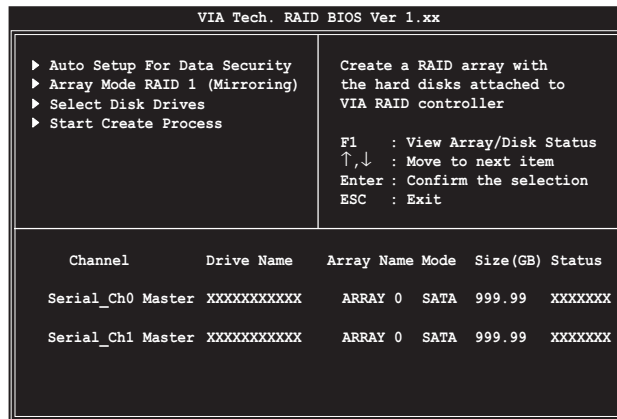 VIA Tech. RAID BIOS Ver 1.xx
Auto Setup For Data Security
Array Mode RAID 1 (Mirroring)
Select Disk Drives
Start Create Process
Create a RAID array with
the hard disks attached to
VIA RAID controller
F1 : View Array/Disk Status
↑,↓ : Move to next item
Enter : Confirm the selection
ESC : Exit
Channel Drive Name Array Name Mode Size(GB) Status
Serial_Ch0 Master XXXXXXXXXXX ARRAY 0 SATA 999.99 XXXXXXX
Serial_Ch1 Master XXXXXXXXXXX ARRAY 0 SATA 999.99 XXXXXXX